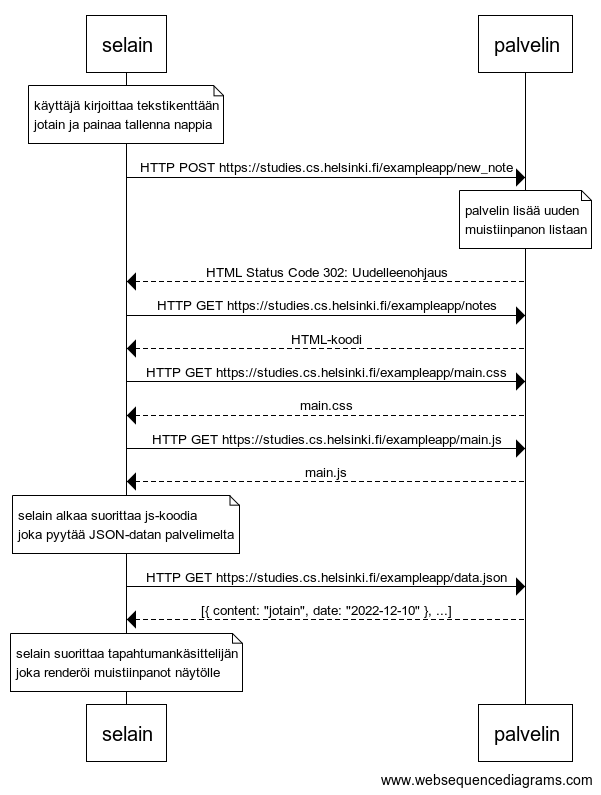 selain
palvelin
käyttäjä kirjoittaa tekstikenttään
jotain ja painaa tallenna nappia
HTTP POST https://studies.cs.helsinki.fi/exampleapp/new_note
palvelin lisää uuden
muistiinpanon listaan
HTML Status Code 302: Uudelleenohjaus
HTTP GET https://studies.cs.helsinki.fi/exampleapp/notes
HTML-koodi
HTTP GET https://studies.cs.helsinki.fi/exampleapp/main.css
main.css
HTTP GET https://studies.cs.helsinki.fi/exampleapp/main.js
main.js
selain alkaa suorittaa js-koodia
joka pyytää JSON-datan palvelimelta
HTTP GET https://studies.cs.helsinki.fi/exampleapp/data.json
[{ content: "jotain", date: "2022-12-10" }, ...]
selain suorittaa tapahtumankäsittelijän
joka renderöi muistiinpanot näytölle
selain
palvelin
www.websequencediagrams.com